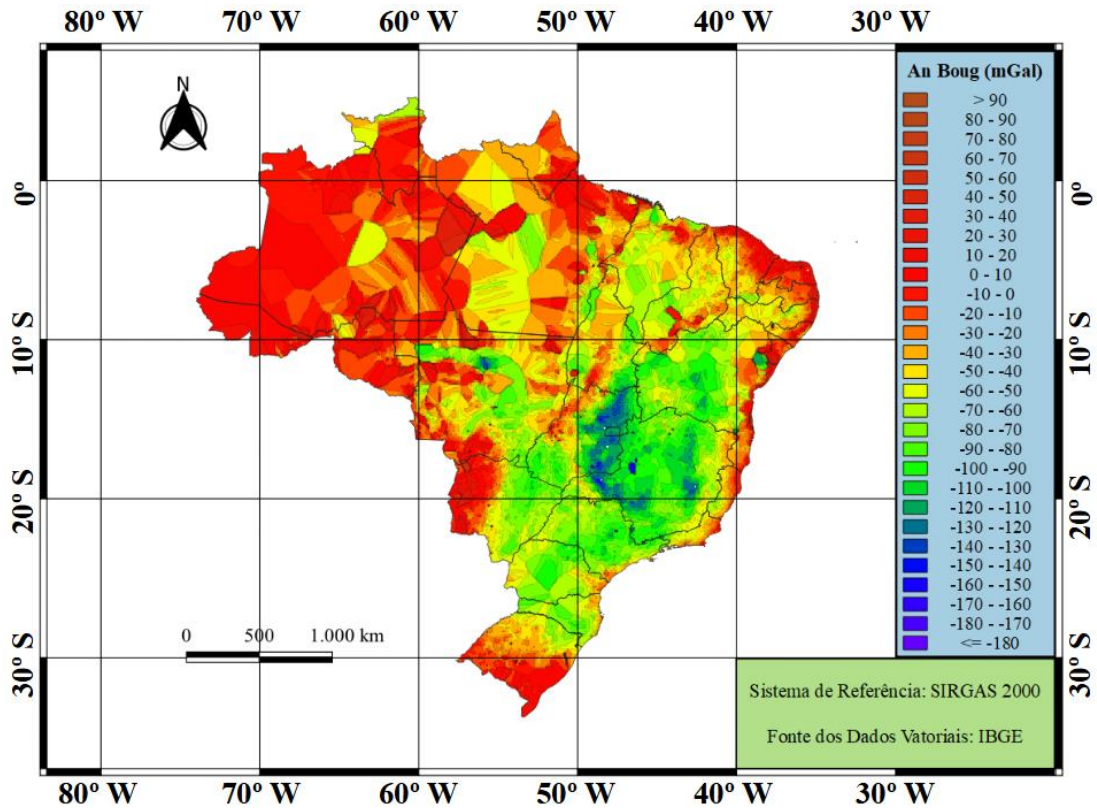 80º W 70º W 60º W 50º W 40º W 30º W
N
An Boug (mGal)
> 90
80 - 90
70 - 80
60 - 70
50 - 60
40 - 50
30 - 40
20 - 30
10 - 20
0 - 10
-10 - 0
-20 - -10
-30 - -20
-40 - -30
-50 - -40
-60 - -50
-70 - -60
-80 - -70
-90 - -80
-100 - -90
-110 - -100
-120 - -110
-130 - -120
-140 - -130
-150 - -140
-160 - -150
-170 - -160
-180 - -170
<= -180
0º
10º S
20º S
30º S
0º
10º S
20º S
30º S
0 500 1.000 km
Sistema de Referência: SIRGAS 2000
Fonte dos Dados Vatoriais: IBGE
80º W 70º W 60º W 50º W 40º W 30º W